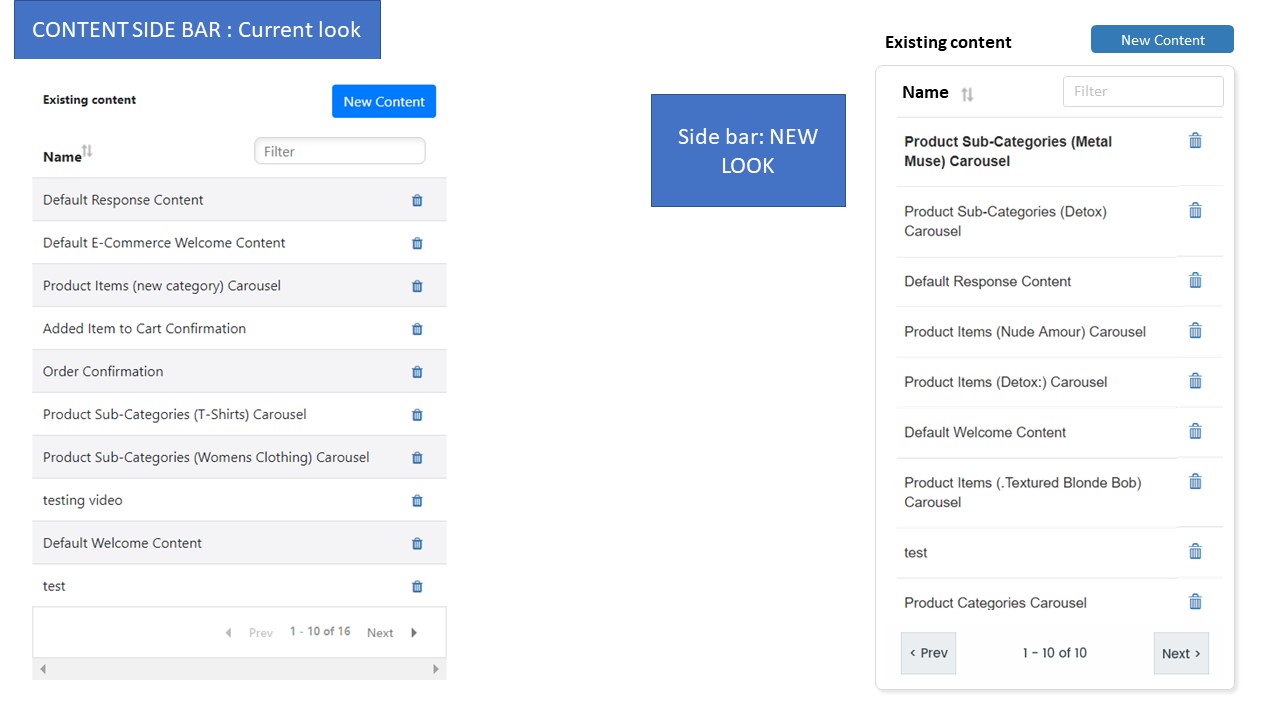 CONTENT SIDE BAR : Current look
Existing content
New Content
Name
Filter
Default Response Content
Default E-Commerce Welcome Content
Product Items (new category) Carousel
Added Item to Cart Confirmation
Order Confirmation
Product Sub-Categories (T-Shirts) Carousel
Product Sub-Categories (Womens Clothing) Carousel
testing video
Default Welcome Content
test
Prev 1 - 10 of 16 Next
Side bar: NEW
LOOK
Existing content
New Content
Name
Filter
Product Sub-Categories (Metal
Muse) Carousel
Product Sub-Categories (Detox)
Carousel
Default Response Content
Product Items (Nude Amour) Carousel
Product Items (Detox:) Carousel
Default Welcome Content
Product Items (.Textured Blonde Bob)
Carousel
test
Product Categories Carousel
< Prev 1 - 10 of 10 Next >